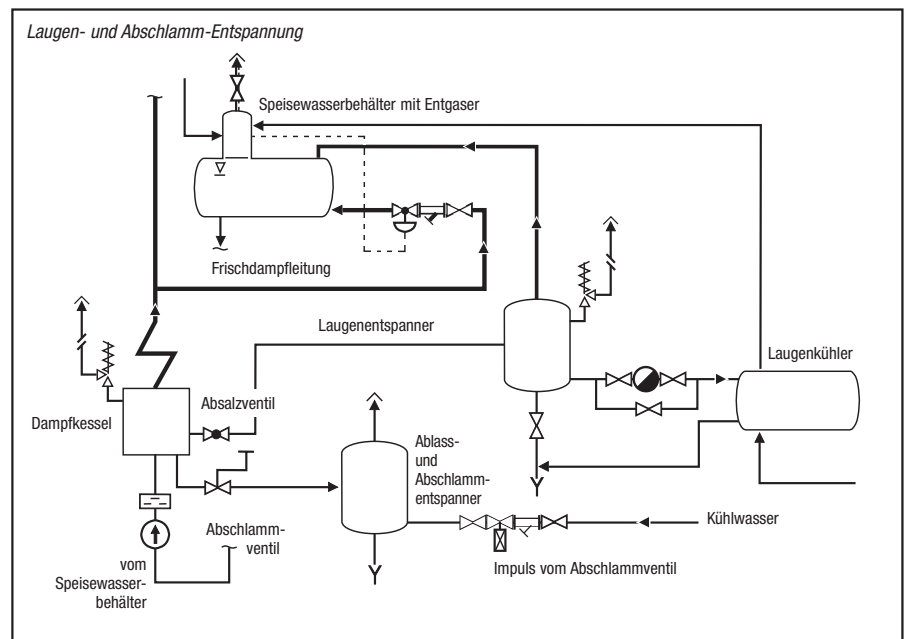 Laugen- und Abschlamm-Entspannung
Speisewasserbehälter mit Entgaser
Frischdampfleitung
Laugenentspanner
Laugenkühler
Dampfkessel
Absalzventil
Ablass-
und
Abschlamm-
entspanner
Kühlwasser
Abschlamm-
ventil
Impuls vom Abschlammventil
vom
Speisewasser-
behälter